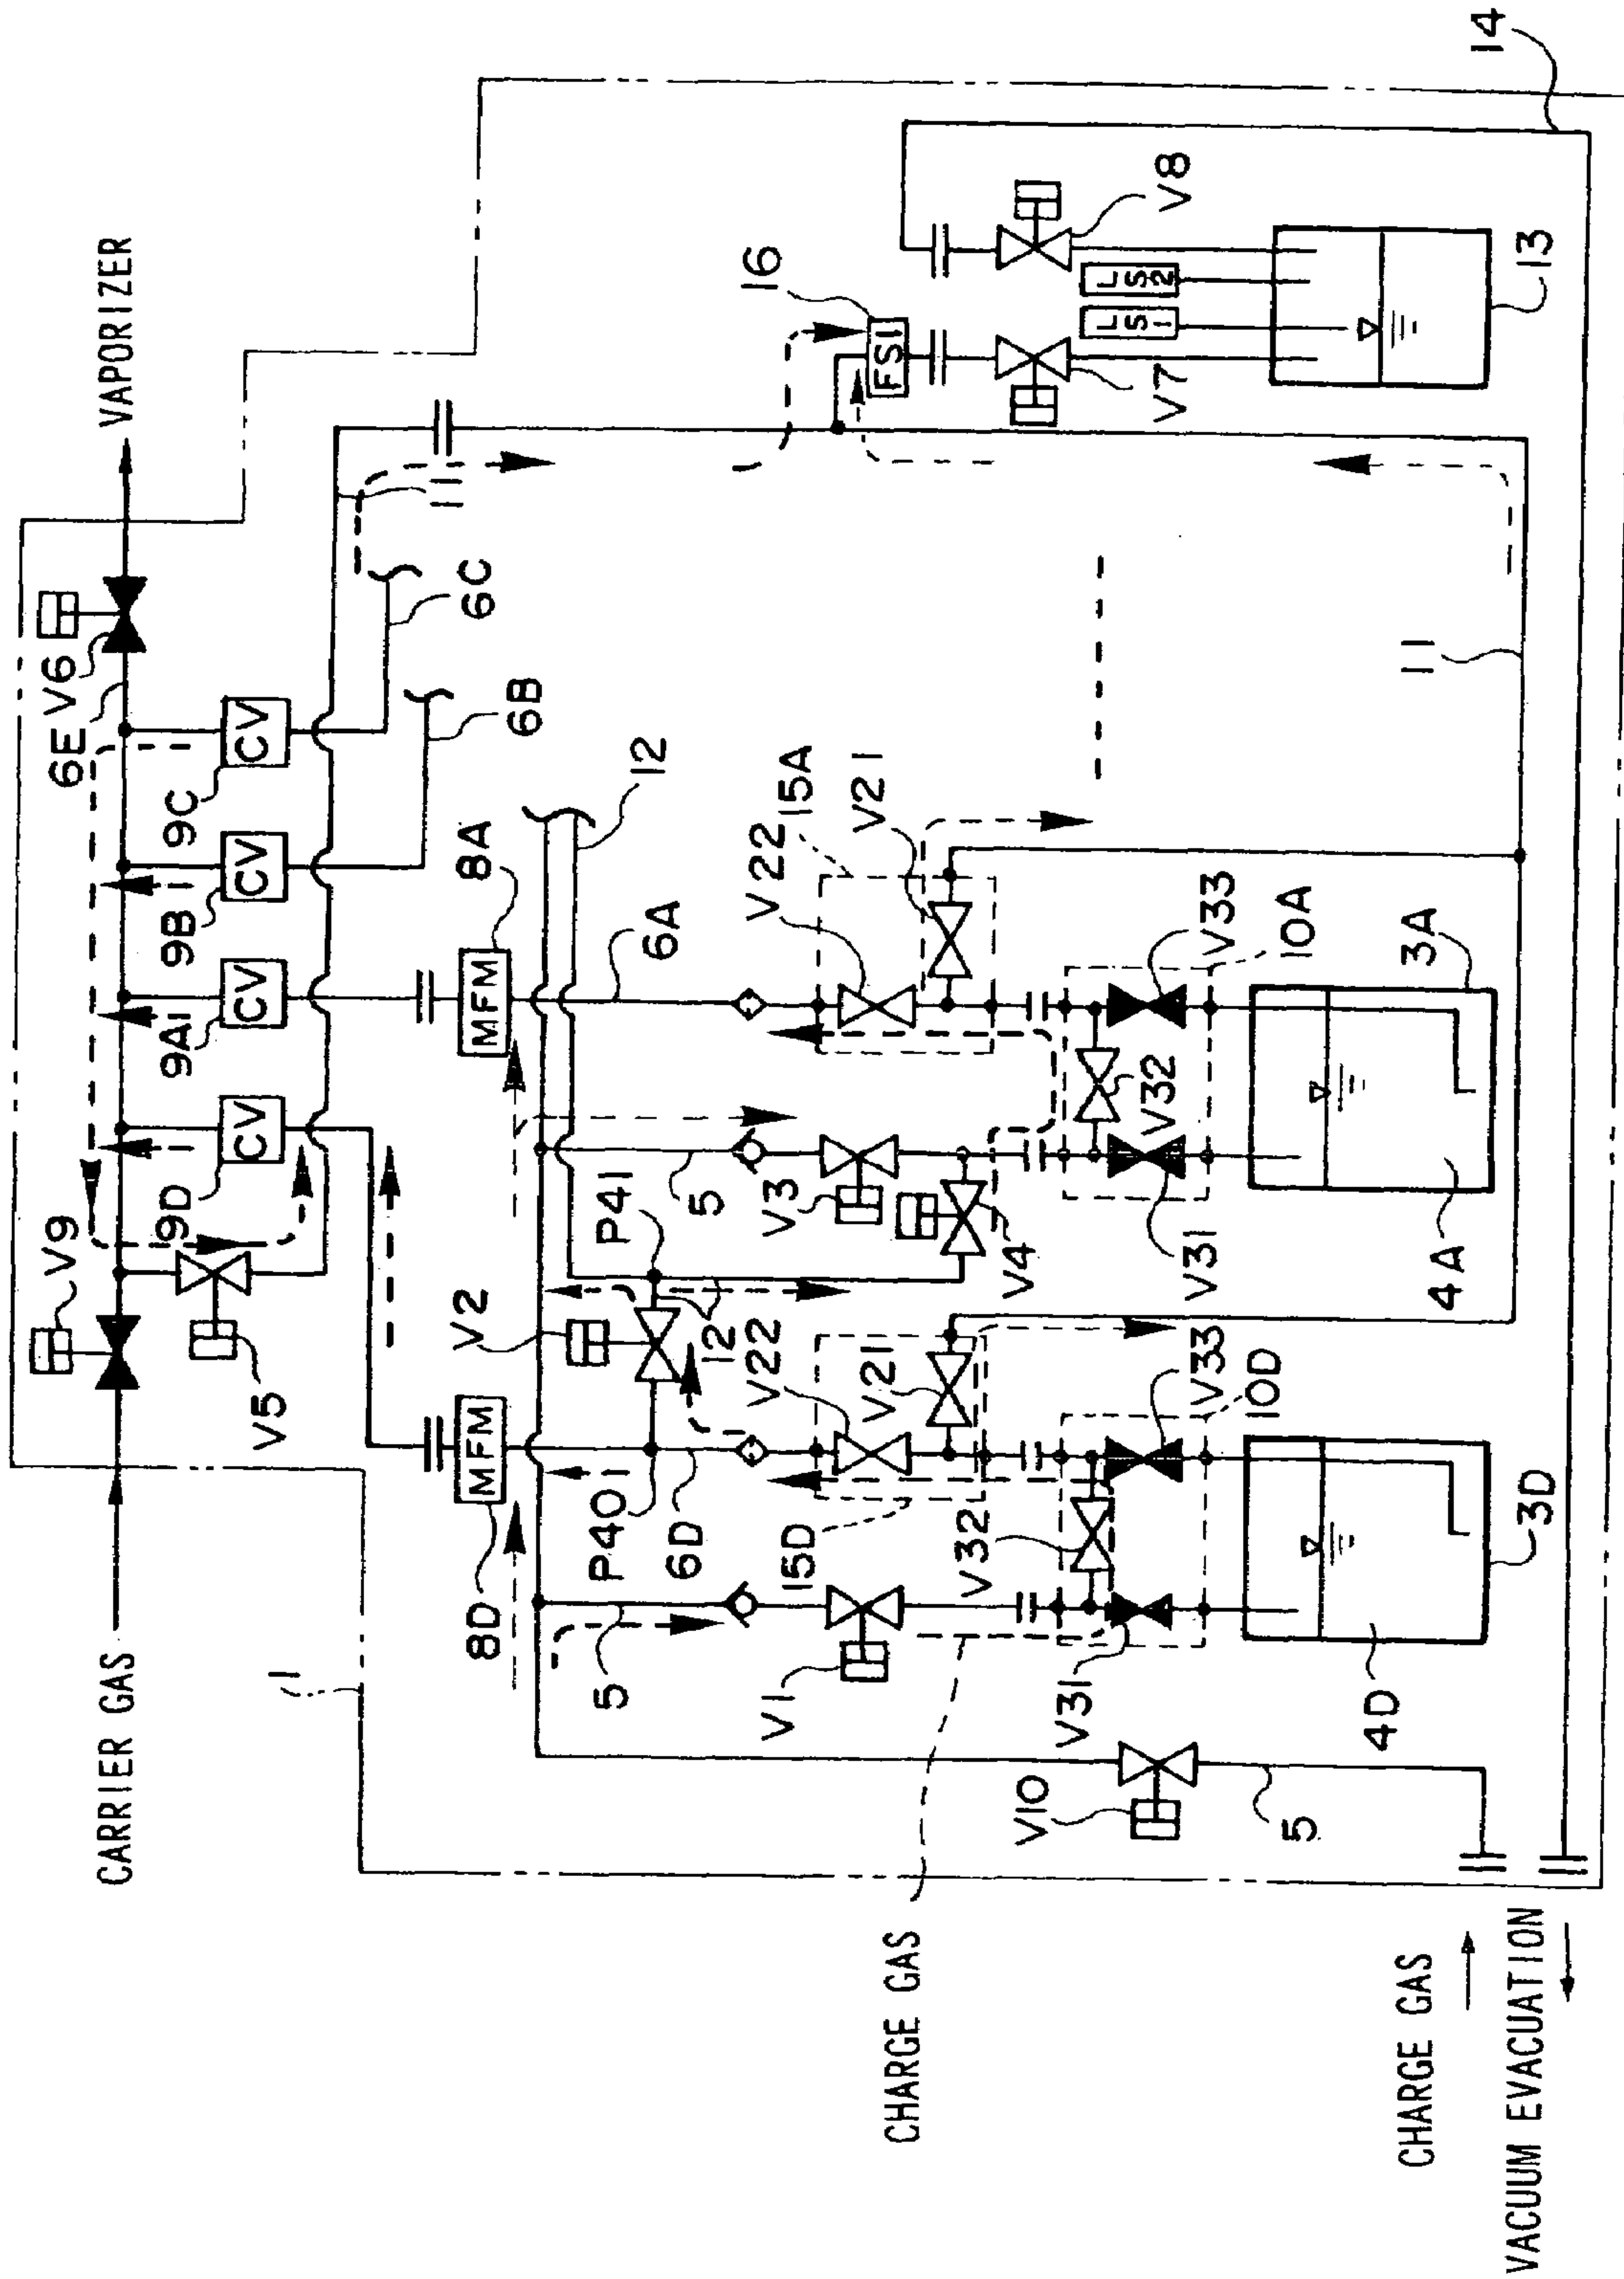 CARRIER GAS
VAPORIZER
1
V9
V5
6E
V6
9D
9A
9B
9C
CV
CV
CV
CV
11
6C
6B
12
8D
MFM
8A
MFM
V2
P40
P41
12
6D
6A
5
5
V1
V3
V4
V22
V21
15D
V22
15A
V21
V32
V33
10D
V31
V32
V33
10A
V31
4D
3D
4A
3A
V10
5
11
16
FS1
LS1
LS2
V7
V8
13
14
CHARGE GAS
CHARGE GAS
VACUUM EVACUATION